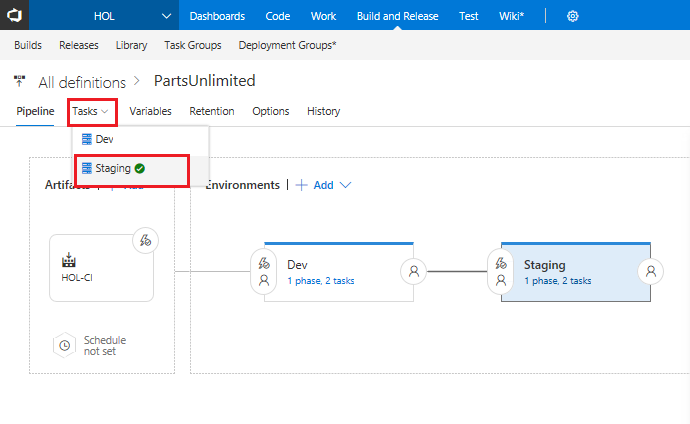 HOL Dashboards Code Work Build and Release Test Wiki*
Builds Releases Library Task Groups Deployment Groups*
All definitions > PartsUnlimited
Pipeline Tasks Variables Retention Options History
Dev
Staging
Artifacts | + Add
Environments | + Add
HOL-CI
Dev
1 phase, 2 tasks
Staging
1 phase, 2 tasks
Schedule
not set